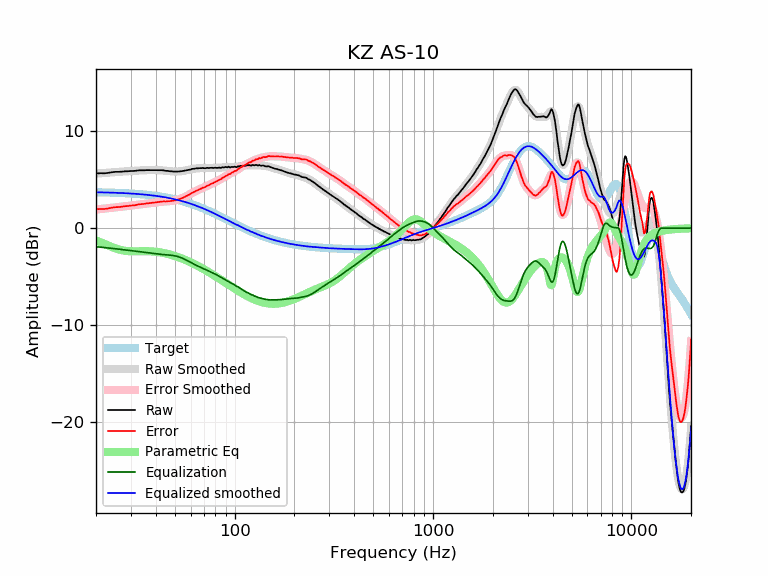 KZ AS-10
Amplitude (dBr)
10
0
−10
−20
Target
Raw Smoothed
Error Smoothed
Raw
Error
Parametric Eq
Equalization
Equalized smoothed
100
1000
10000
Frequency (Hz)